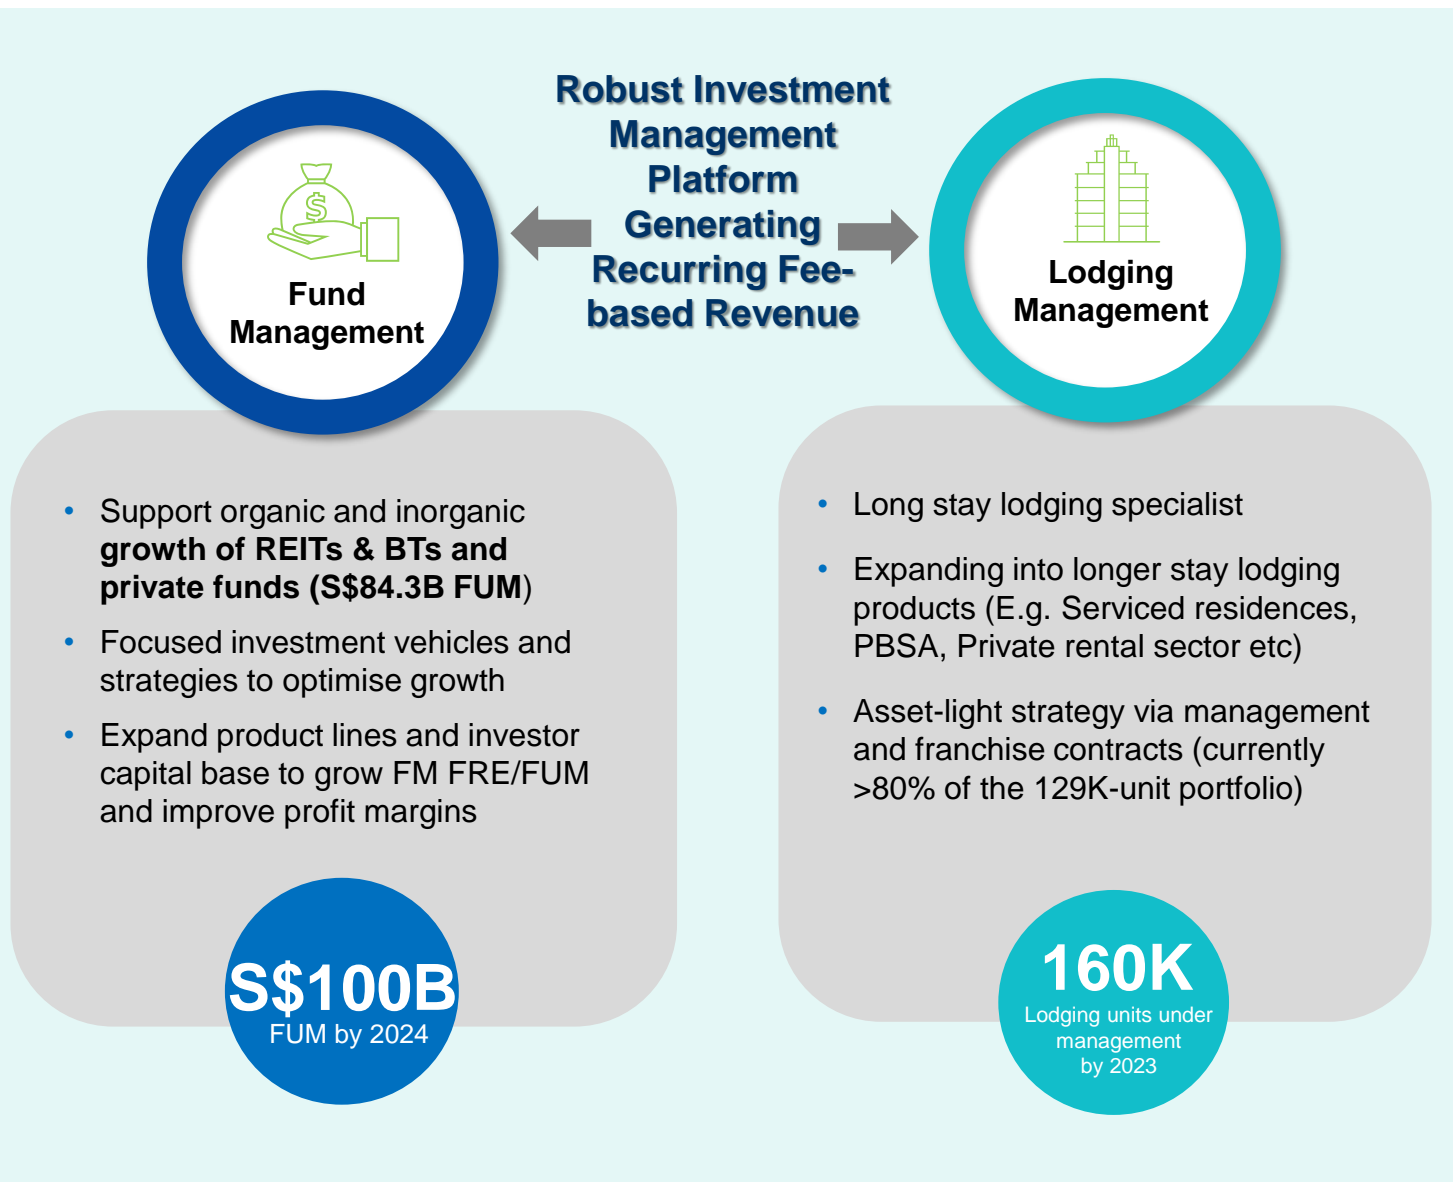 Robust Investment
Management
Platform
Generating
Recurring Fee-
based Revenue
$
Fund
Management
Lodging
Management
• Support organic and inorganic
growth of REITs & BTs and
private funds (S$84.3B FUM)
• Focused investment vehicles and
strategies to optimise growth
• Expand product lines and investor
capital base to grow FM FRE/FUM
and improve profit margins
S$100B
FUM by 2024
• Long stay lodging specialist
• Expanding into longer stay lodging
products (E.g. Serviced residences,
PBSA, Private rental sector etc)
• Asset-light strategy via management
and franchise contracts (currently
>80% of the 129K-unit portfolio)
160K
Lodging units under
management
by 2023